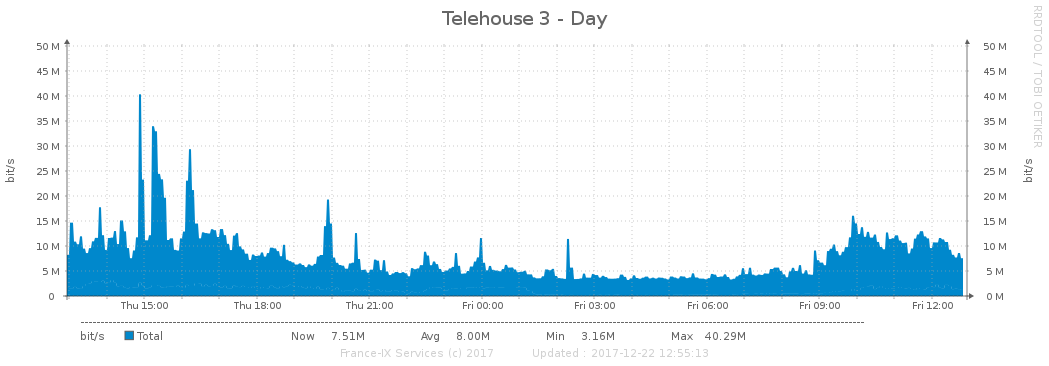 Telehouse 3 - Day
RRDTOOL / TOBI OETIKER
bit/s
bit/s
50 M 50 M
45 M 45 M
40 M 40 M
35 M 35 M
30 M 30 M
25 M 25 M
20 M 20 M
15 M 15 M
10 M 10 M
5 M 5 M
0 0 M
Thu 15:00 Thu 18:00 Thu 21:00 Fri 00:00 Fri 03:00 Fri 06:00 Fri 09:00 Fri 12:00
bit/s Total Now 7.51M Avg 8.00M Min 3.16M Max 40.29M
France-IX Services (c) 2017 Updated : 2017-12-22 12:55:13